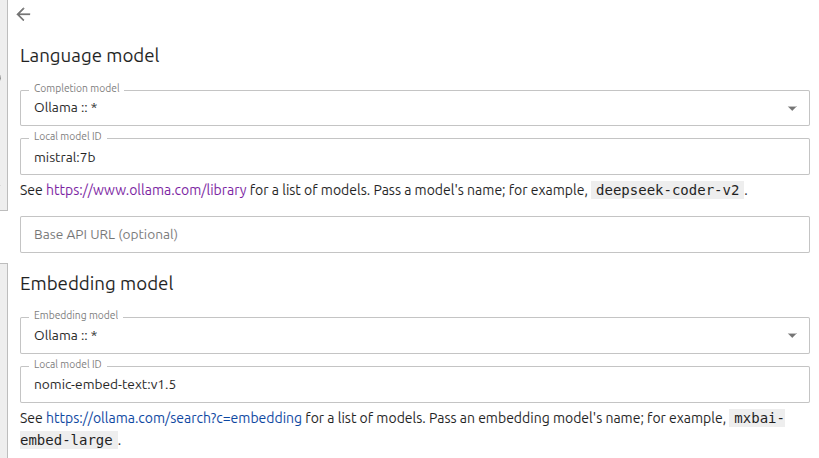 Language model
Completion model
Ollama :: *
Local model ID
mistral:7b
See https://www.ollama.com/library for a list of models. Pass a model's name; for example, deepseek-coder-v2 .
Base API URL (optional)
Embedding model
Embedding model
Ollama :: *
Local model ID
nomic-embed-text:v1.5
See https://ollama.com/search?c=embedding for a list of models. Pass an embedding model's name; for example, mxbai-
embed-large .